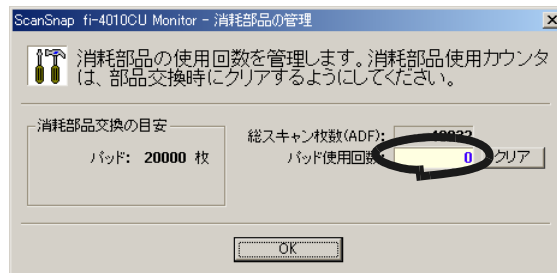 ScanSnap fi-4010CU Monitor - 消耗部品の管理
消耗部品の使用回数を管理します。消耗部品使用カウンタ
は、部品交換時にクリアするようにしてください。
消耗部品交換の目安
パッド: 20000 枚
総スキャン枚数(ADF):
パッド使用回数: 0 クリア
OK